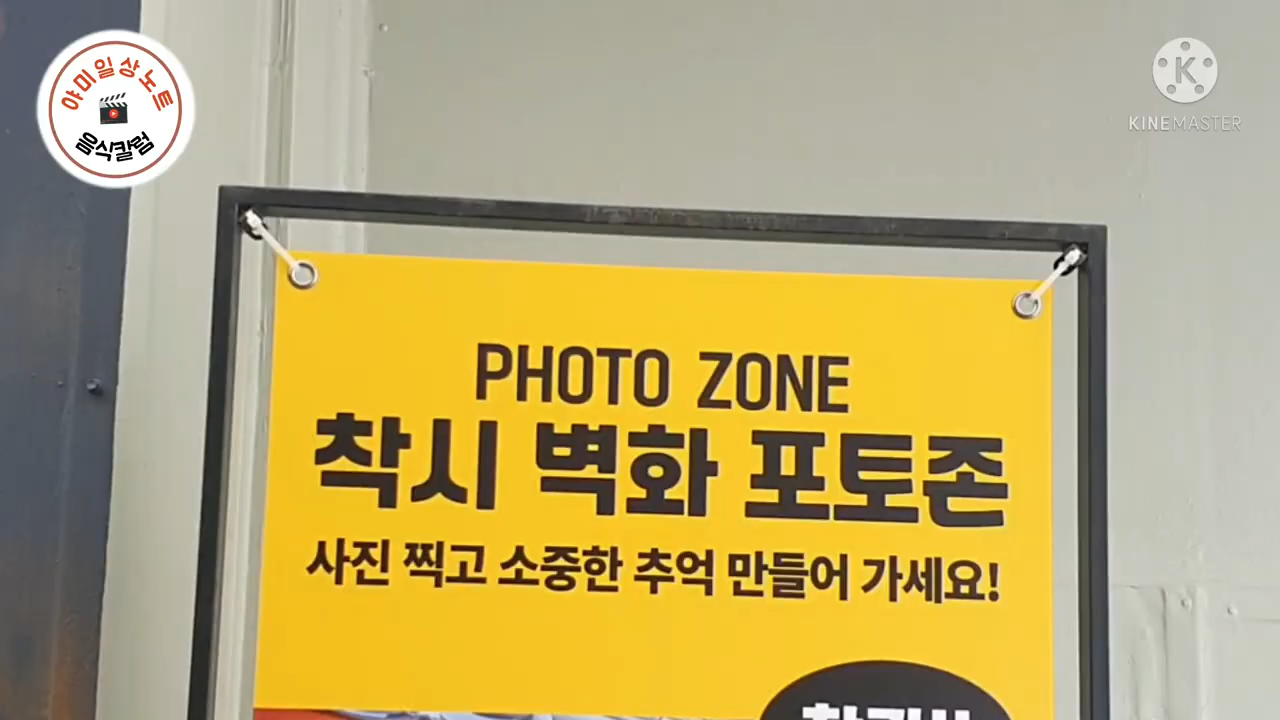 야미일상노트
음식칼럼
KINEMASTER
PHOTO ZONE
착시 벽화 포토존
사진 찍고 소중한 추억 만들어 가세요!